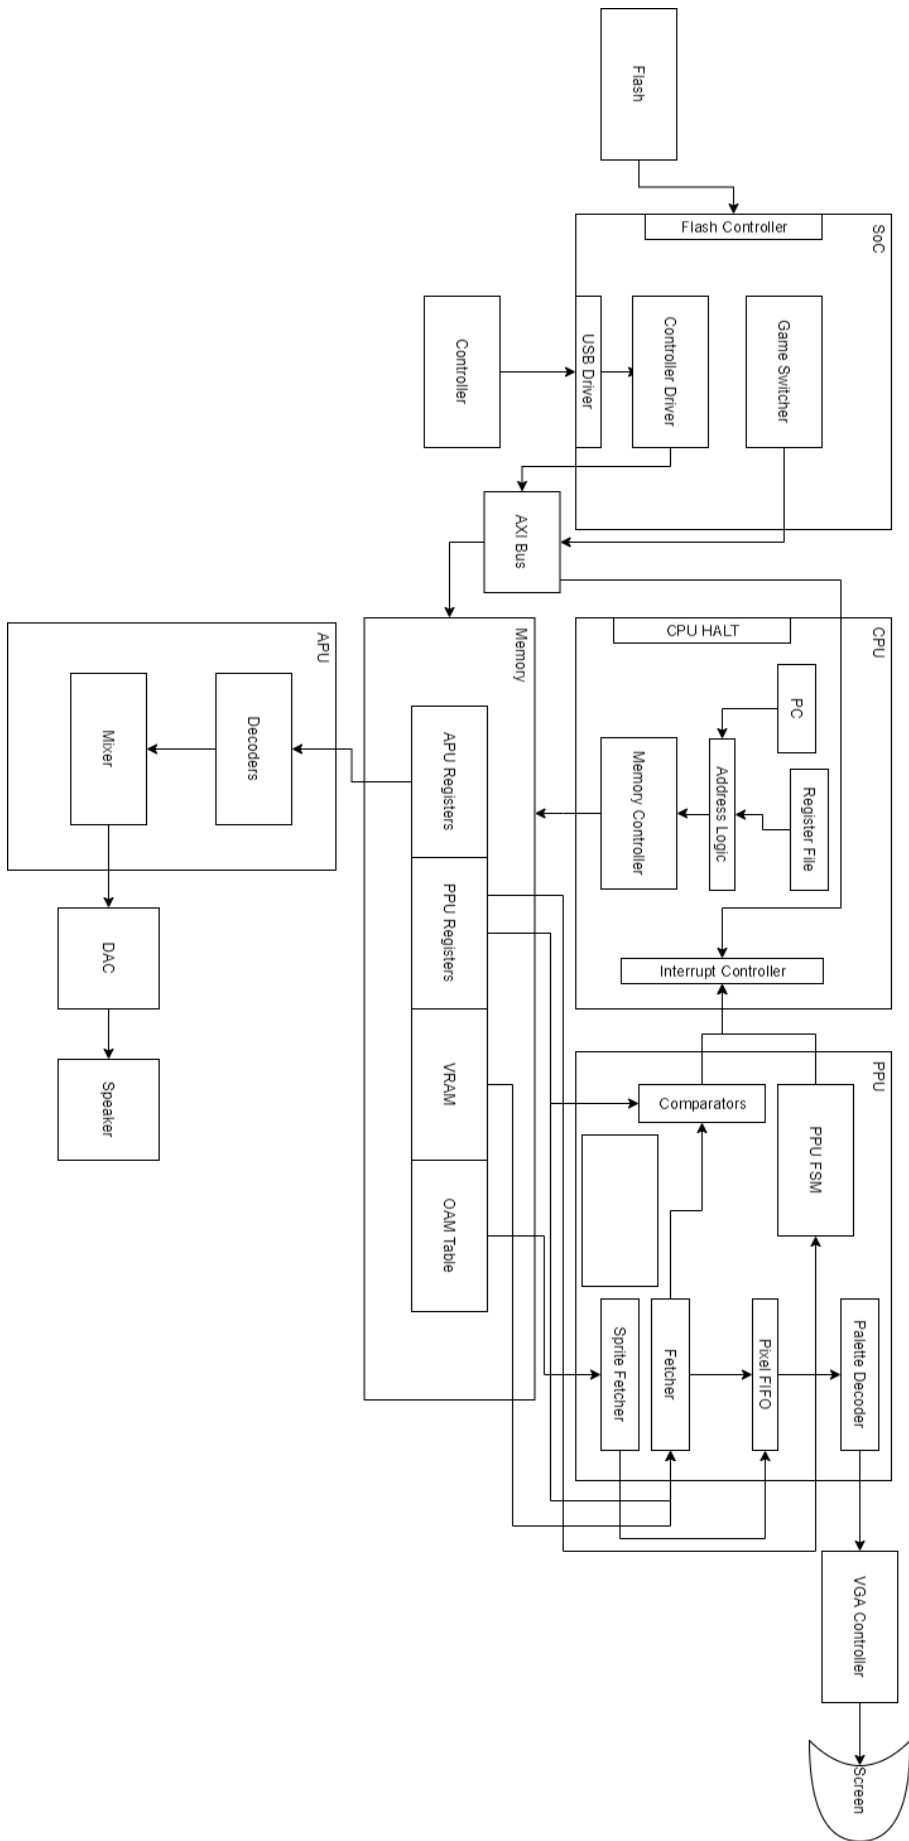 Flash
SoC
Flash Controller
Game Switcher
Controller Driver
USB Driver
Controller
AXI Bus
CPU
CPU HALT
PC
Register File
Address Logic
Memory Controller
Interrupt Controller
Memory
APU Registers
PPU Registers
VRAM
OAM Table
APU
Decoders
Mixer
DAC
Speaker
PPU
Comparators
PPU FSM
Sprite Fetcher
Fetcher
Pixel FIFO
Palette Decoder
VGA Controller
Screen